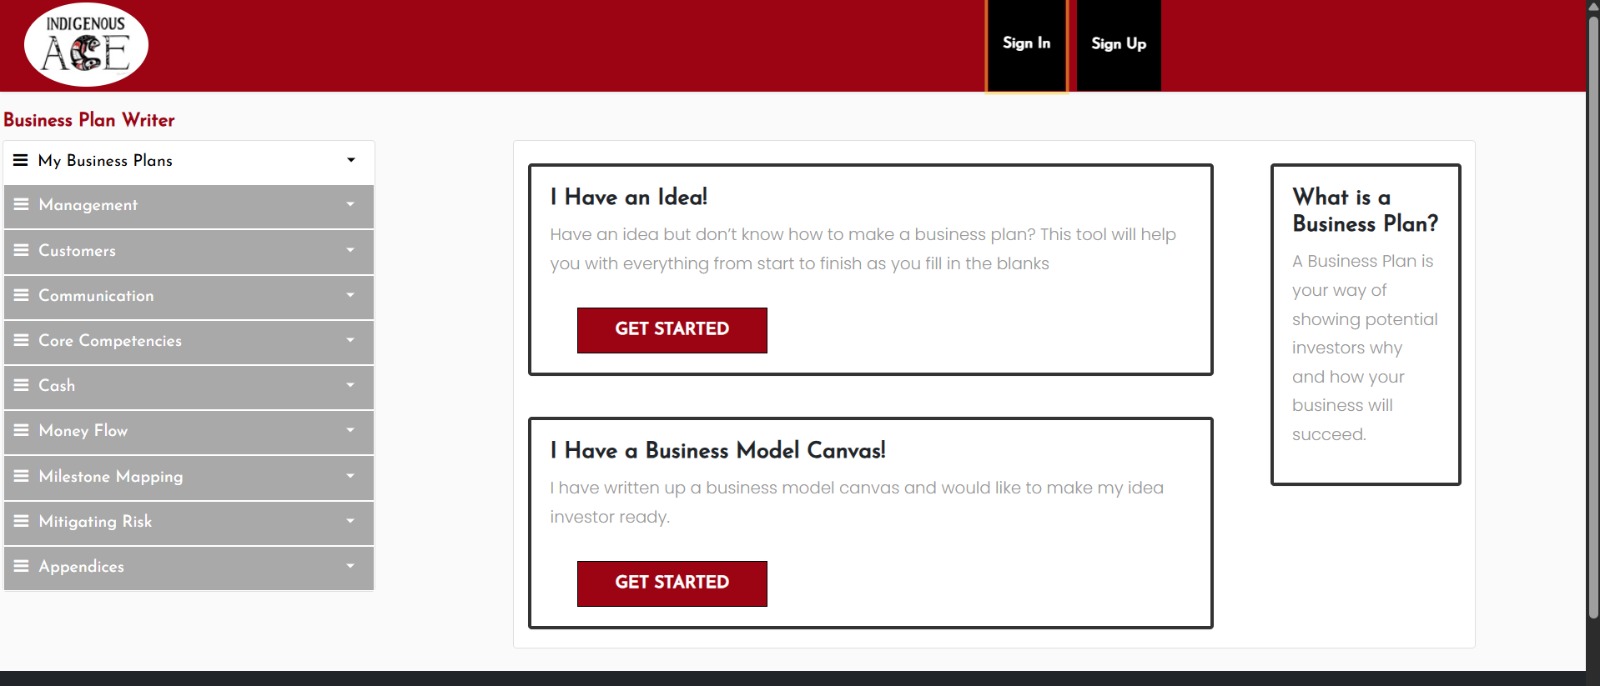 INDIGENOUS
ACE
Sign In
Sign Up
Business Plan Writer
My Business Plans
Management
Customers
Communication
Core Competencies
Cash
Money Flow
Milestone Mapping
Mitigating Risk
Appendices
I Have an Idea!
Have an idea but don't know how to make a business plan? This tool will help
you with everything from start to finish as you fill in the blanks
GET STARTED
I Have a Business Model Canvas!
I have written up a business model canvas and would like to make my idea
investor ready.
GET STARTED
What is a
Business Plan?
A Business Plan is
your way of
showing potential
investors why
and how your
business will
succeed.